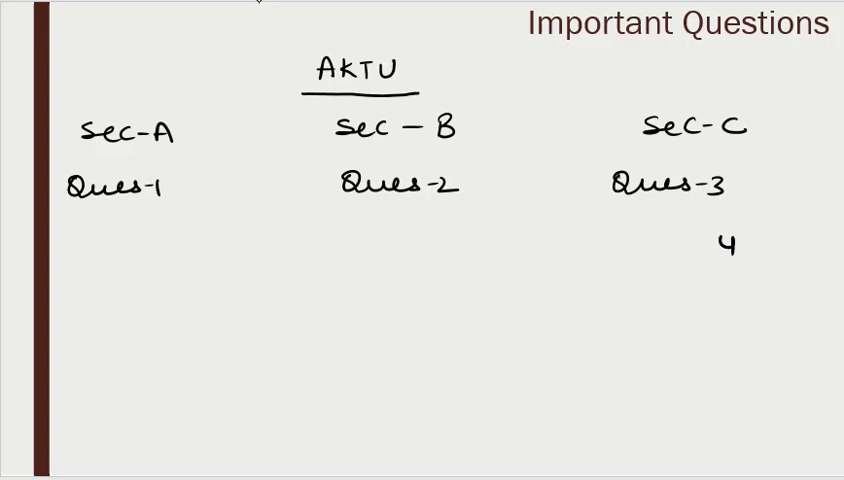 Important Questions
AKTU
Sec-A Sec-B Sec-C
Ques-1 Ques-2 Ques-3
4